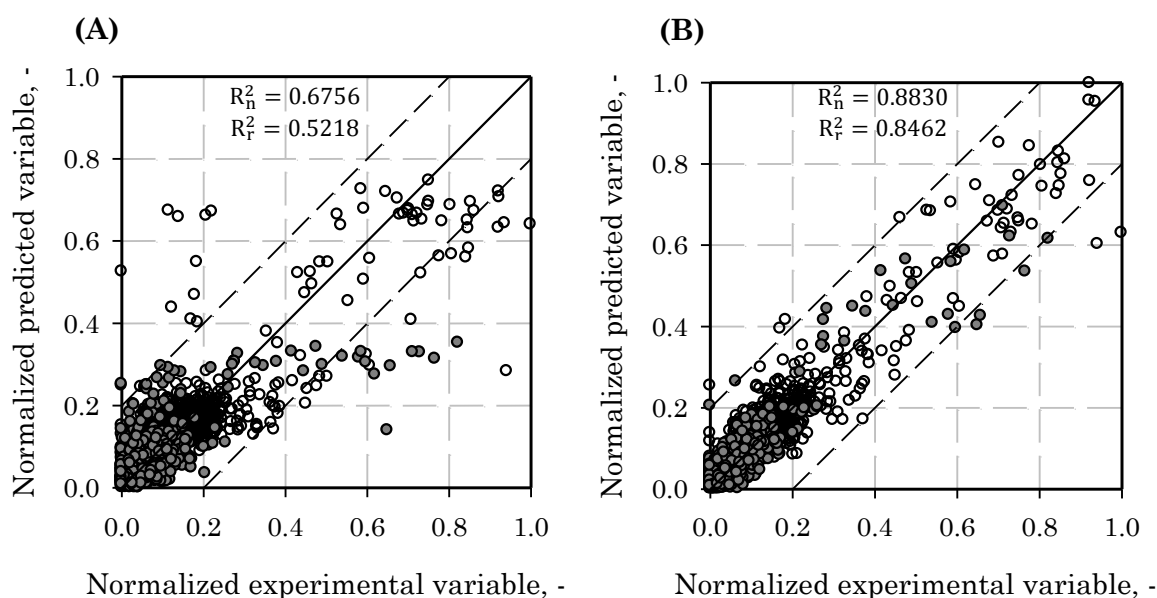 (A)
Normalized predicted variable, -
1.0
0.8
0.6
0.4
0.2
0.0
R²n = 0.6756
R²r = 0.5218
0.0 0.2 0.4 0.6 0.8 1.0
Normalized experimental variable, -
(B)
Normalized predicted variable, -
1.0
0.8
0.6
0.4
0.2
0.0
R²n = 0.8830
R²r = 0.8462
0.0 0.2 0.4 0.6 0.8 1.0
Normalized experimental variable, -